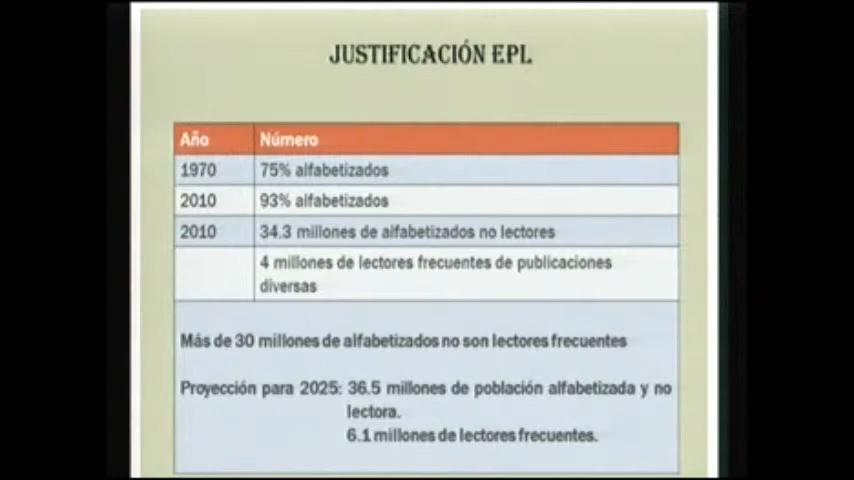 JUSTIFICACIÓN EPL
Año Número
1970 75% alfabetizados
2010 93% alfabetizados
2010 34.3 millones de alfabetizados no lectores
4 millones de lectores frecuentes de publicaciones
diversas
Más de 30 millones de alfabetizados no son lectores frecuentes
Proyección para 2025: 36.5 millones de población alfabetizada y no
lectora.
6.1 millones de lectores frecuentes.